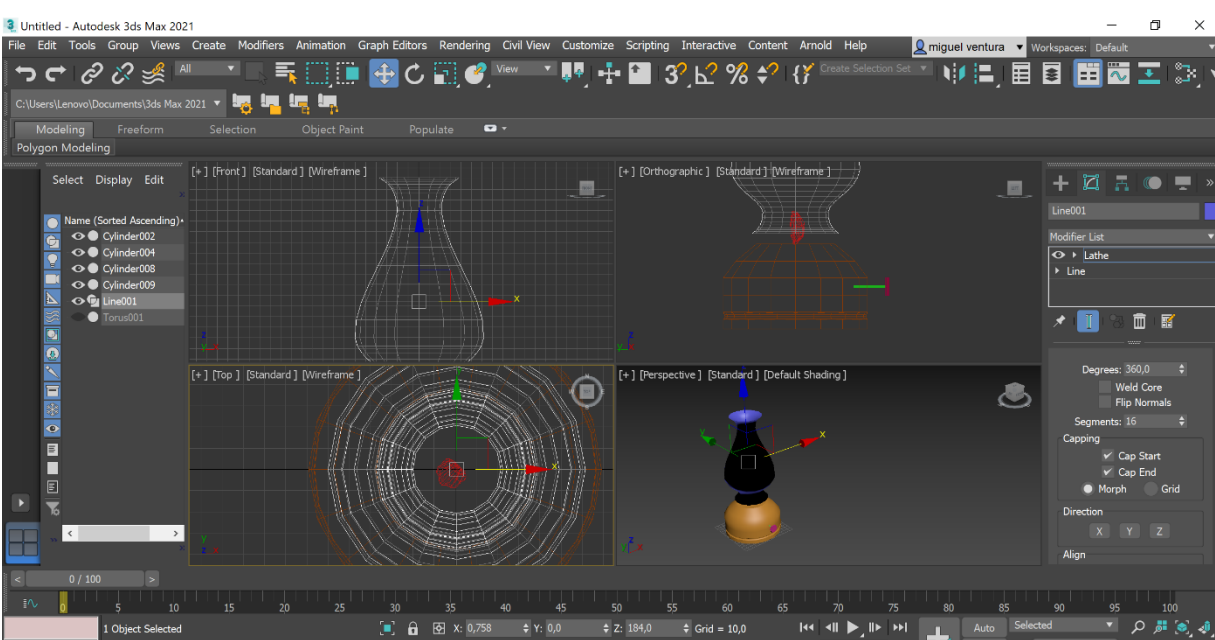 3 Untitled - Autodesk 3ds Max 2021
File Edit Tools Group Views Create Modifiers Animation Graph Editors Rendering Civil View Customize Scripting Interactive Content Arnold Help miguel ventura Workspaces: Default
All View Create Selection Set
C:\Users\Lenovo\Documents\3ds Max 2021
Modeling Freeform Selection Object Paint Populate
Polygon Modeling
Select Display Edit
Name (Sorted Ascending)
Cylinder002
Cylinder004
Cylinder008
Cylinder009
Line001
Torus001
[+] [Front] [Standard] [Wireframe]
z
x
z
y x
[+] [Orthographic] [Standard] [Wireframe]
z
y
[+] [Top] [Standard] [Wireframe]
y
x
y
z x
[+] [Perspective] [Standard] [Default Shading]
y
x
z
x
Line001
Modifier List
Lathe
Line
Degrees: 360,0
Weld Core
Flip Normals
Segments: 16
Capping
Cap Start
Cap End
Morph Grid
Direction
X Y Z
Align
< 0 / 100 >
0 5 10 15 20 25 30 35 40 45 50 55 60 65 70 75 80 85 90 95 100
1 Object Selected X: 0,758 Y: 0,0 Z: 184,0 Grid = 10,0 Auto Selected